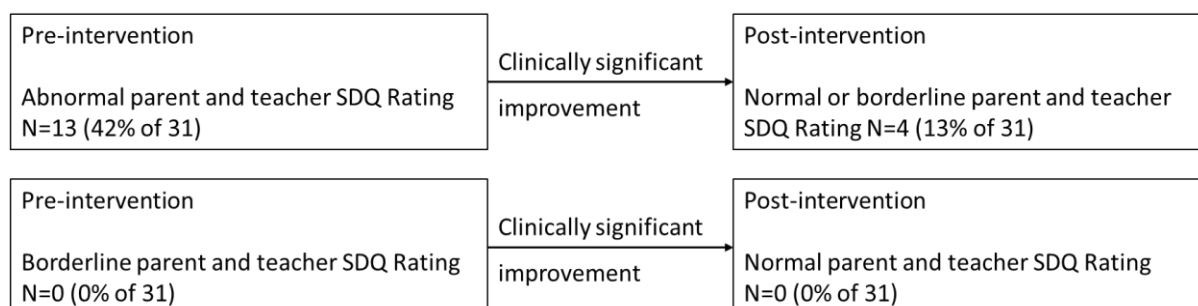 Pre-intervention
Abnormal parent and teacher SDQ Rating
N=13 (42% of 31)
Clinically significant
improvement
Post-intervention
Normal or borderline parent and teacher
SDQ Rating N=4 (13% of 31)
Pre-intervention
Borderline parent and teacher SDQ Rating
N=0 (0% of 31)
Clinically significant
improvement
Post-intervention
Normal parent and teacher SDQ Rating
N=0 (0% of 31)